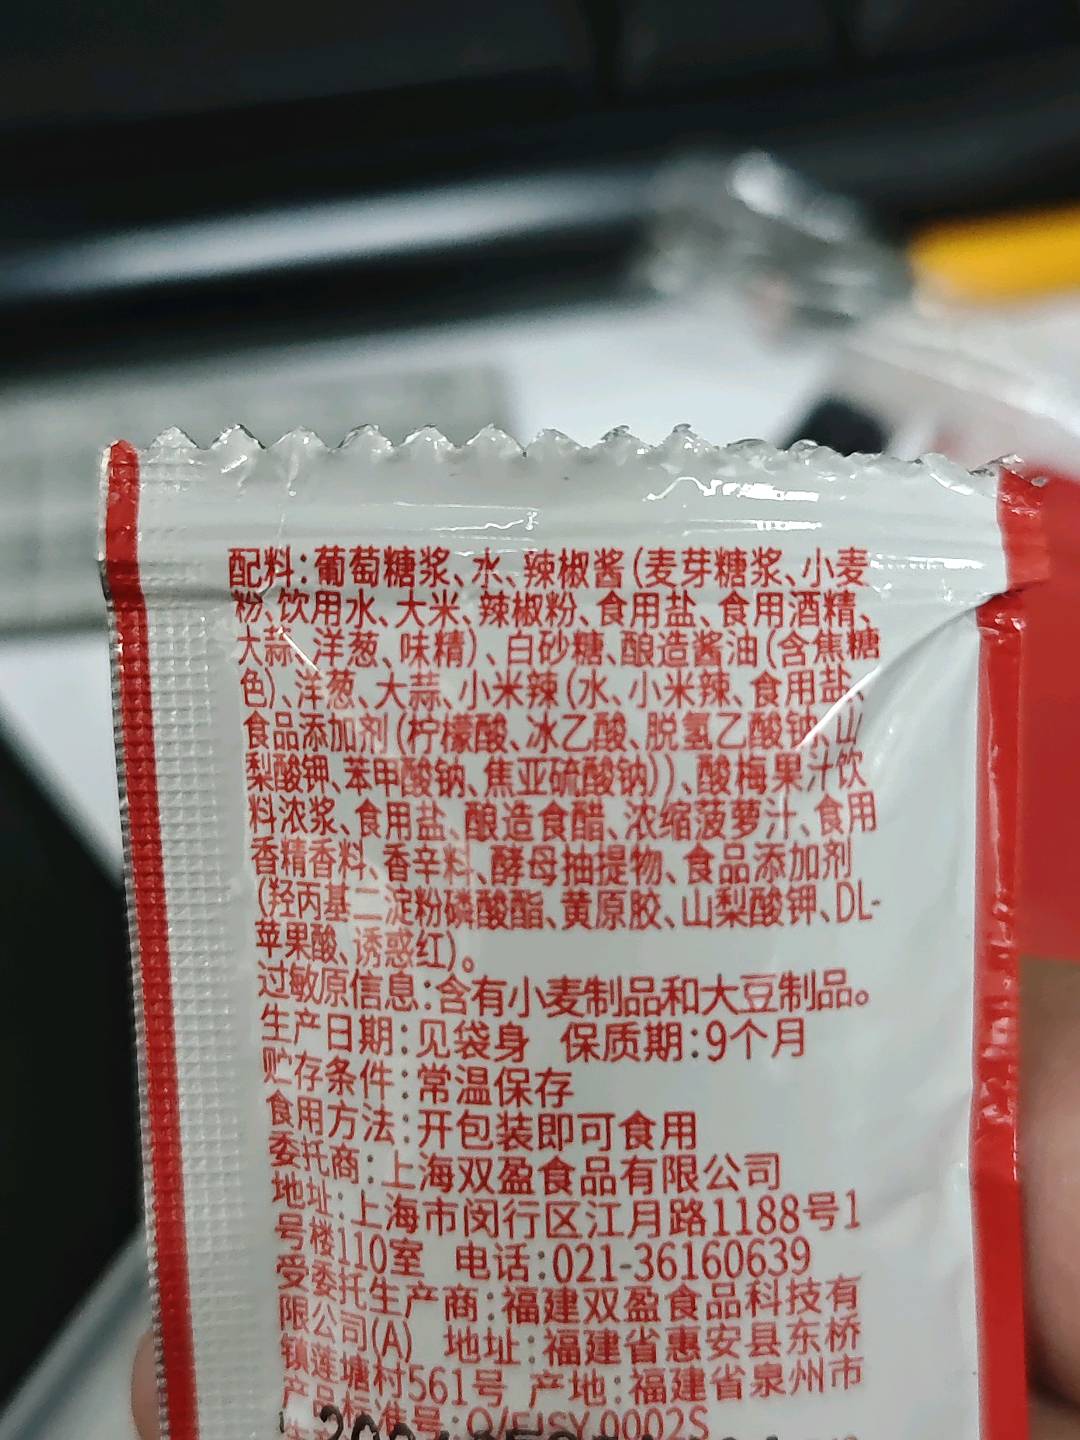 配料:葡萄糖浆、水、辣椒酱(麦芽糖浆、小麦
粉、饮用水、大米、辣椒粉、食用盐、食用酒精、
大蒜、洋葱、味精)、白砂糖、酿造酱油(含焦糖
色)、洋葱、大蒜、小米辣(水、小米辣、食用盐、
食品添加剂(柠檬酸、冰乙酸、脱氢乙酸钠、山
梨酸钾、苯甲酸钠、焦亚硫酸钠))、酸梅果汁饮
料浓浆、食用盐、酿造食醋、浓缩菠萝汁、食用
香精香料、香辛料、酵母抽提物、食品添加剂
(羟丙基二淀粉磷酸酯、黄原胶、山梨酸钾、DL-
苹果酸、诱惑红)。
过敏原信息:含有小麦制品和大豆制品。
生产日期:见袋身 保质期:9个月
贮存条件:常温保存
食用方法:开包装即可食用
委托商:上海双盈食品有限公司
地址:上海市闵行区江月路1188号1
号楼110室 电话:021-36160639
受委托生产商:福建双盈食品科技有
限公司(A) 地址:福建省惠安县东桥
镇莲塘村561号 产地:福建省泉州市
产品标准号:Q/FJSY 0002S